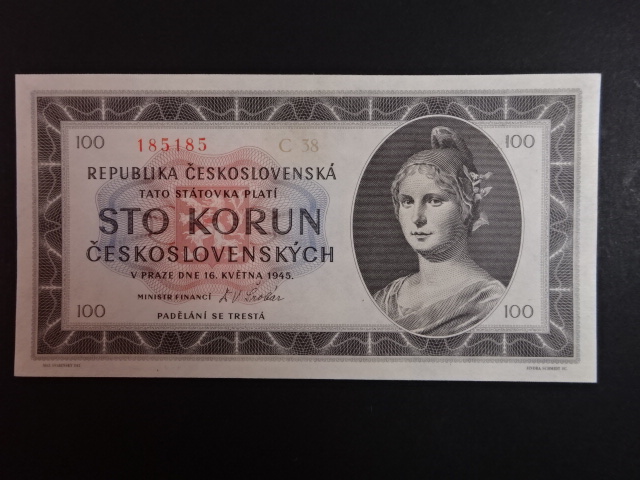 100 185185 C 38 100
REPUBLIKA ČESKOSLOVENSKÁ
TATO STÁTOVKA PLATÍ
STO KORUN
ČESKOSLOVENSKÝCH
V PRAZE DNE 16. KVĚTNA 1945.
MINISTR FINANCÍ
100 PADĚLÁNÍ SE TRESTÁ 100